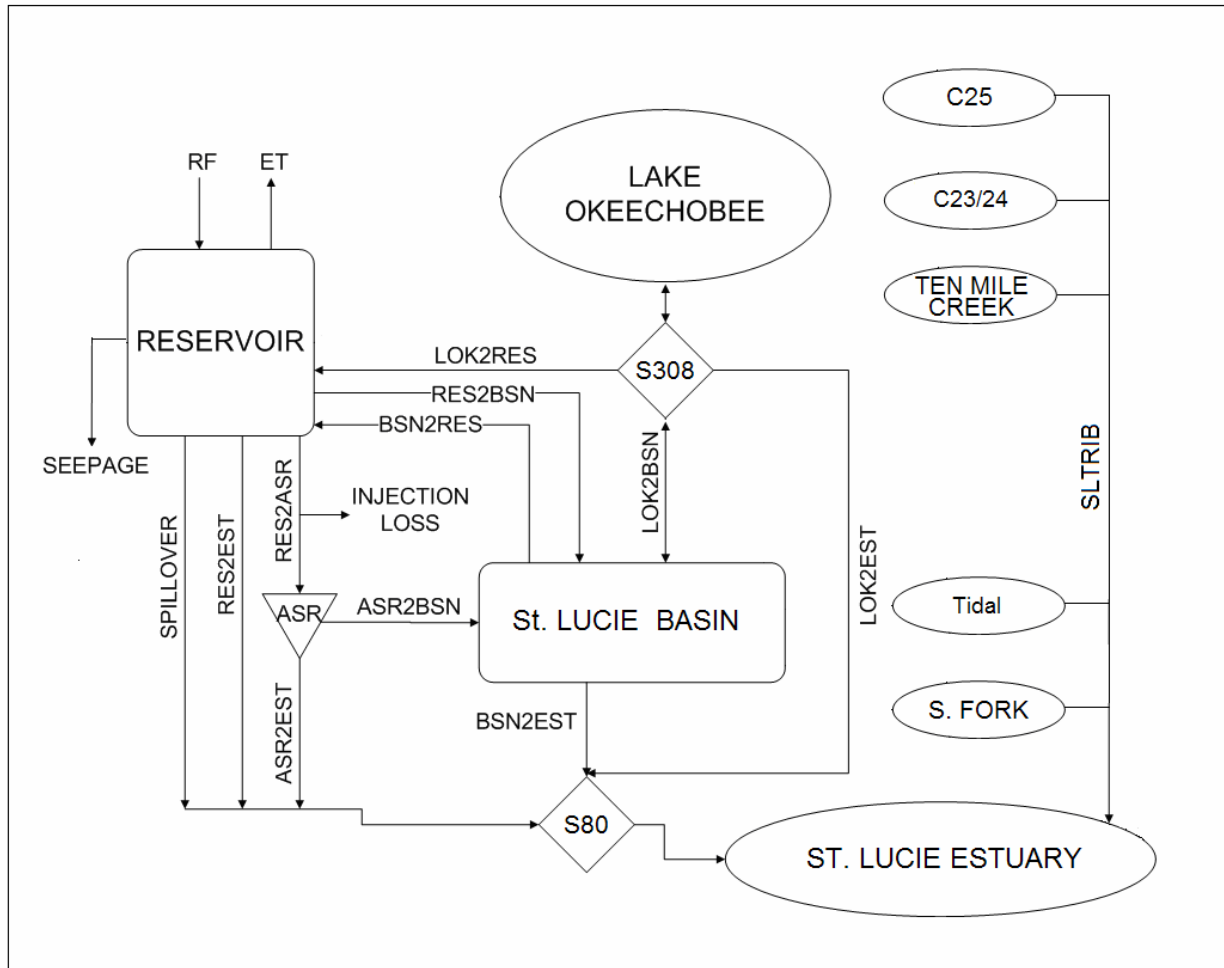 C25
RF
ET
LAKE
OKEECHOBEE
C23/24
TEN MILE
CREEK
RESERVOIR
LOK2RES
S308
RES2BSN
BSN2RES
SEEPAGE
INJECTION
LOSS
RES2ASR
LOK2BSN
SLTRIB
SPILLOVER
RES2EST
LOK2EST
ASR
ASR2BSN
St. LUCIE BASIN
Tidal
ASR2EST
BSN2EST
S. FORK
S80
ST. LUCIE ESTUARY